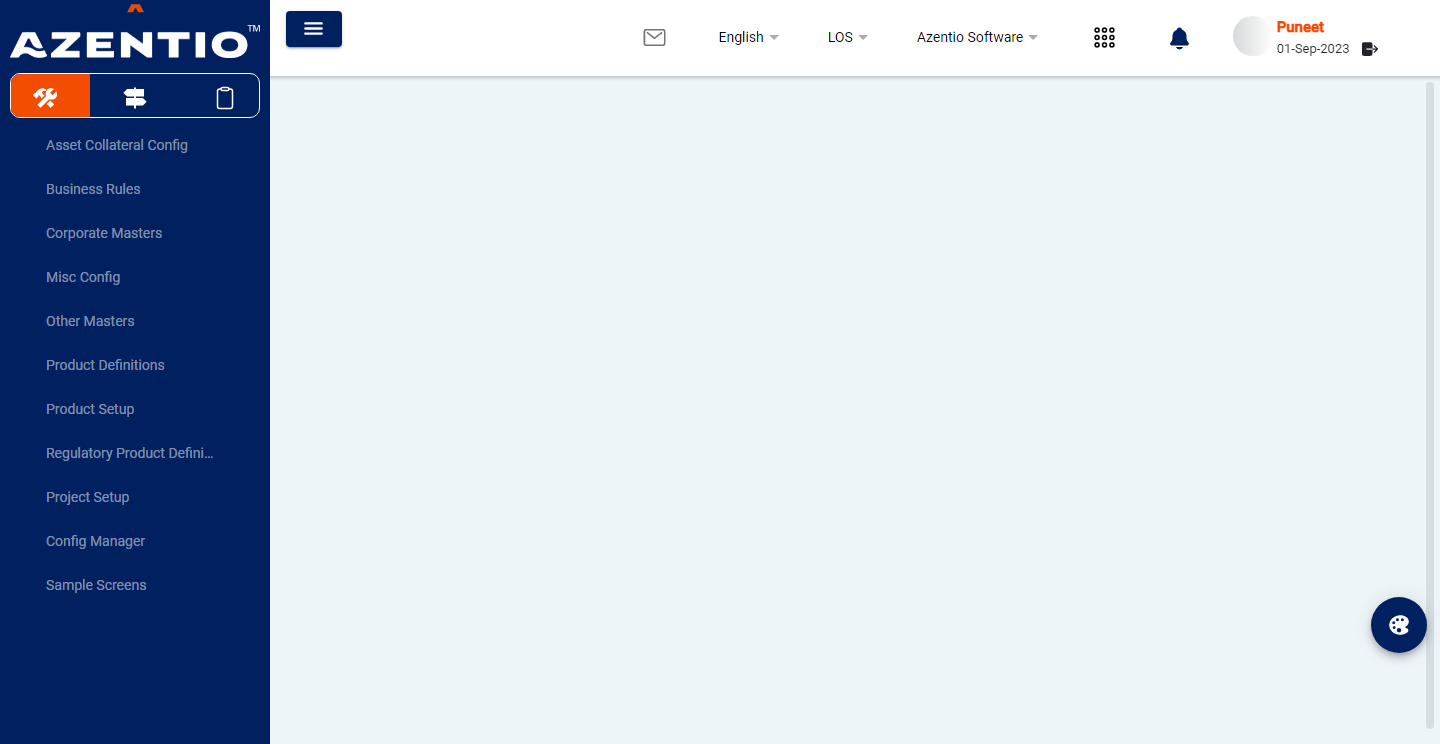 AZENTIO™
English
LOS
Azentio Software
Puneet
01-Sep-2023
Asset Collateral Config
Business Rules
Corporate Masters
Misc Config
Other Masters
Product Definitions
Product Setup
Regulatory Product Defini...
Project Setup
Config Manager
Sample Screens